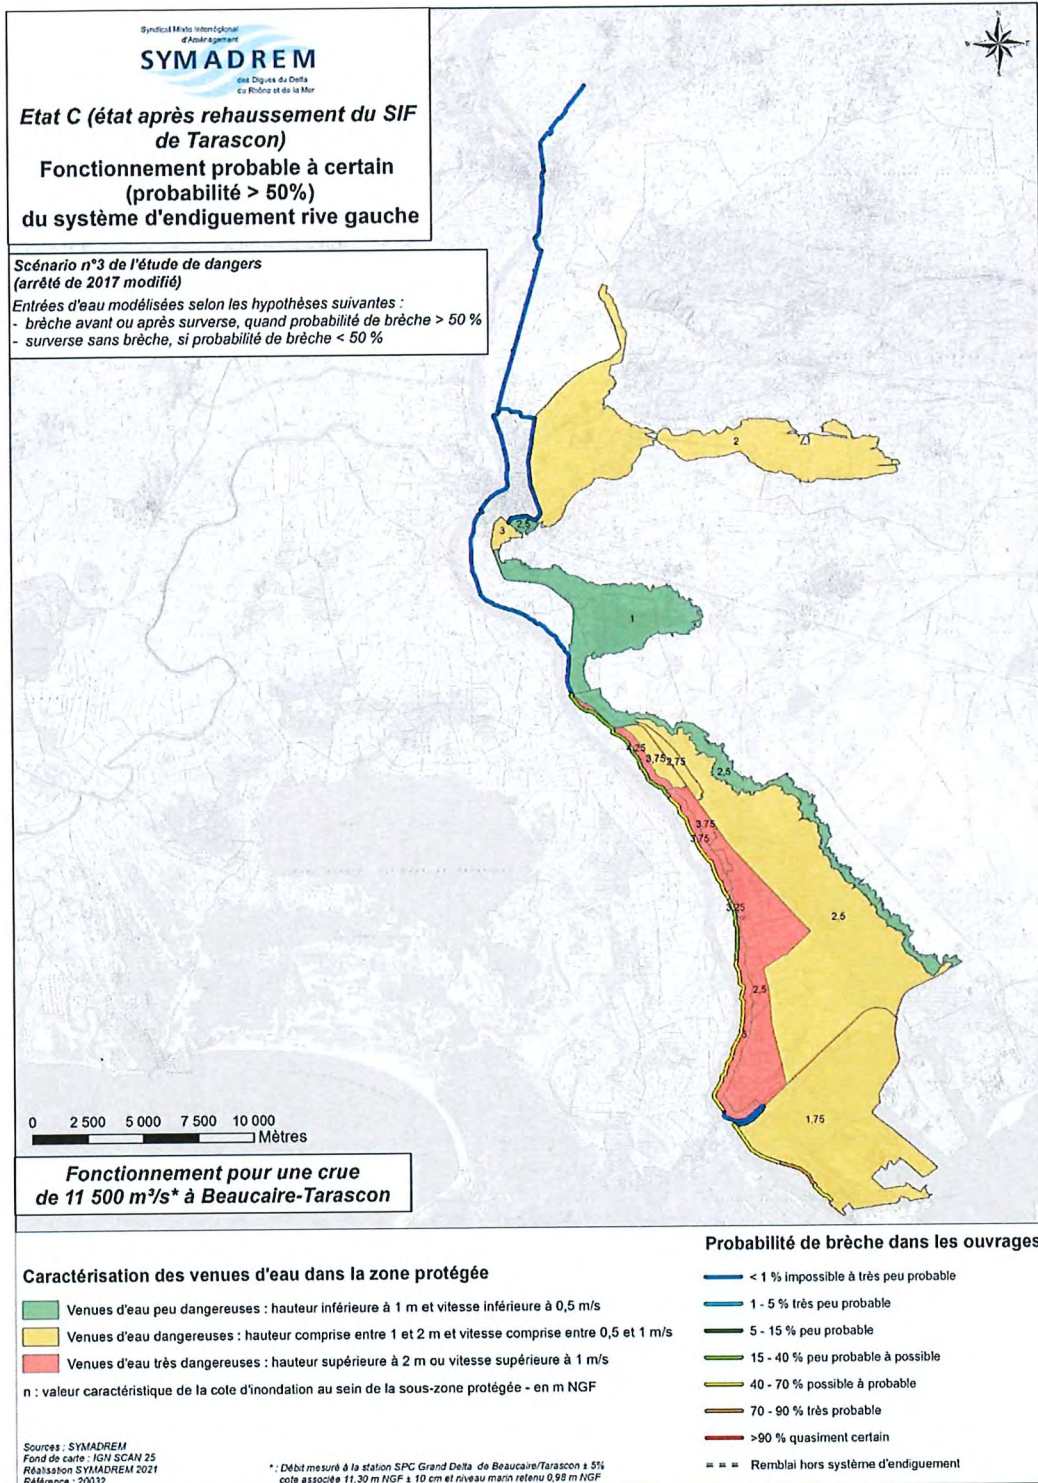 Syndicat Mixte Interrégional
d'Aménagement
SYMADREM
des Digues du Delta
du Rhône et de la Mer
Etat C (état après rehaussement du SIF
de Tarascon)
Fonctionnement probable à certain
(probabilité > 50%)
du système d'endiguement rive gauche
Scénario n°3 de l'étude de dangers
(arrêté de 2017 modifié)
Entrées d'eau modélisées selon les hypothèses suivantes :
- brèche avant ou après surverse, quand probabilité de brèche > 50 %
- surverse sans brèche, si probabilité de brèche < 50 %
2
3
2,5
1
3,75
2,75
2,5
3,75
3,75
3,25
2,5
2,5
3
1,75
0 2 500 5 000 7 500 10 000
Mètres
Fonctionnement pour une crue
de 11 500 m³/s* à Beaucaire-Tarascon
Caractérisation des venues d'eau dans la zone protégée
Venues d'eau peu dangereuses : hauteur inférieure à 1 m et vitesse inférieure à 0,5 m/s
Venues d'eau dangereuses : hauteur comprise entre 1 et 2 m et vitesse comprise entre 0,5 et 1 m/s
Venues d'eau très dangereuses : hauteur supérieure à 2 m ou vitesse supérieure à 1 m/s
n : valeur caractéristique de la cote d'inondation au sein de la sous-zone protégée - en m NGF
Probabilité de brèche dans les ouvrages
< 1 % impossible à très peu probable
1 - 5 % très peu probable
5 - 15 % peu probable
15 - 40 % peu probable à possible
40 - 70 % possible à probable
70 - 90 % très probable
>90 % quasiment certain
Remblai hors système d'endiguement
Sources : SYMADREM
Fond de carte : IGN SCAN 25
Réalisation SYMADREM 2021
Référence : 20032
* : Débit mesuré à la station SPC Grand Delta de Beaucaire/Tarascon ± 5%
cote associée 11,30 m NGF ± 10 cm et niveau marin retenu 0,98 m NGF